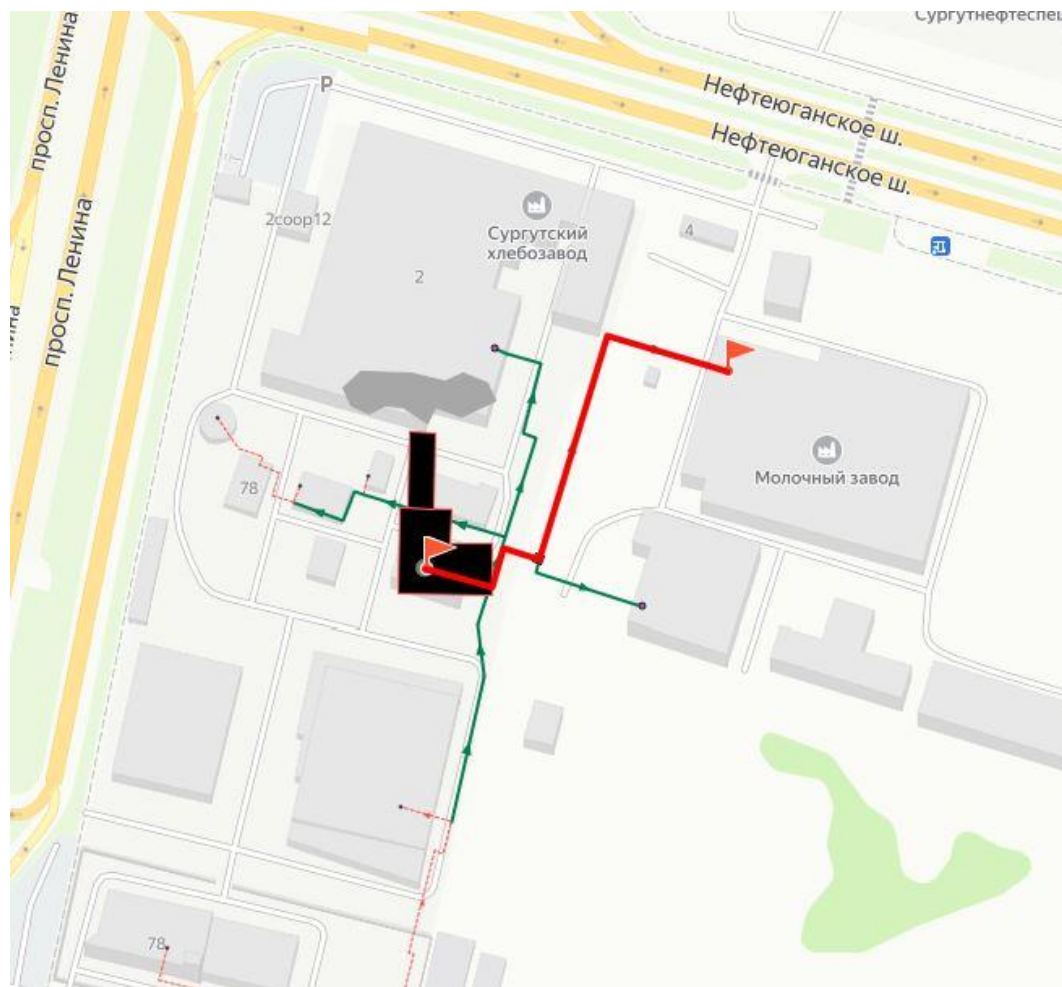 Сургутнефтеспец
просп. Ленина
Нефтеюганское ш.
P
Нефтеюганское ш.
просп. Ленина
2соор12
4
Сургутский
хлебозавод
2
Молочный завод
78
78